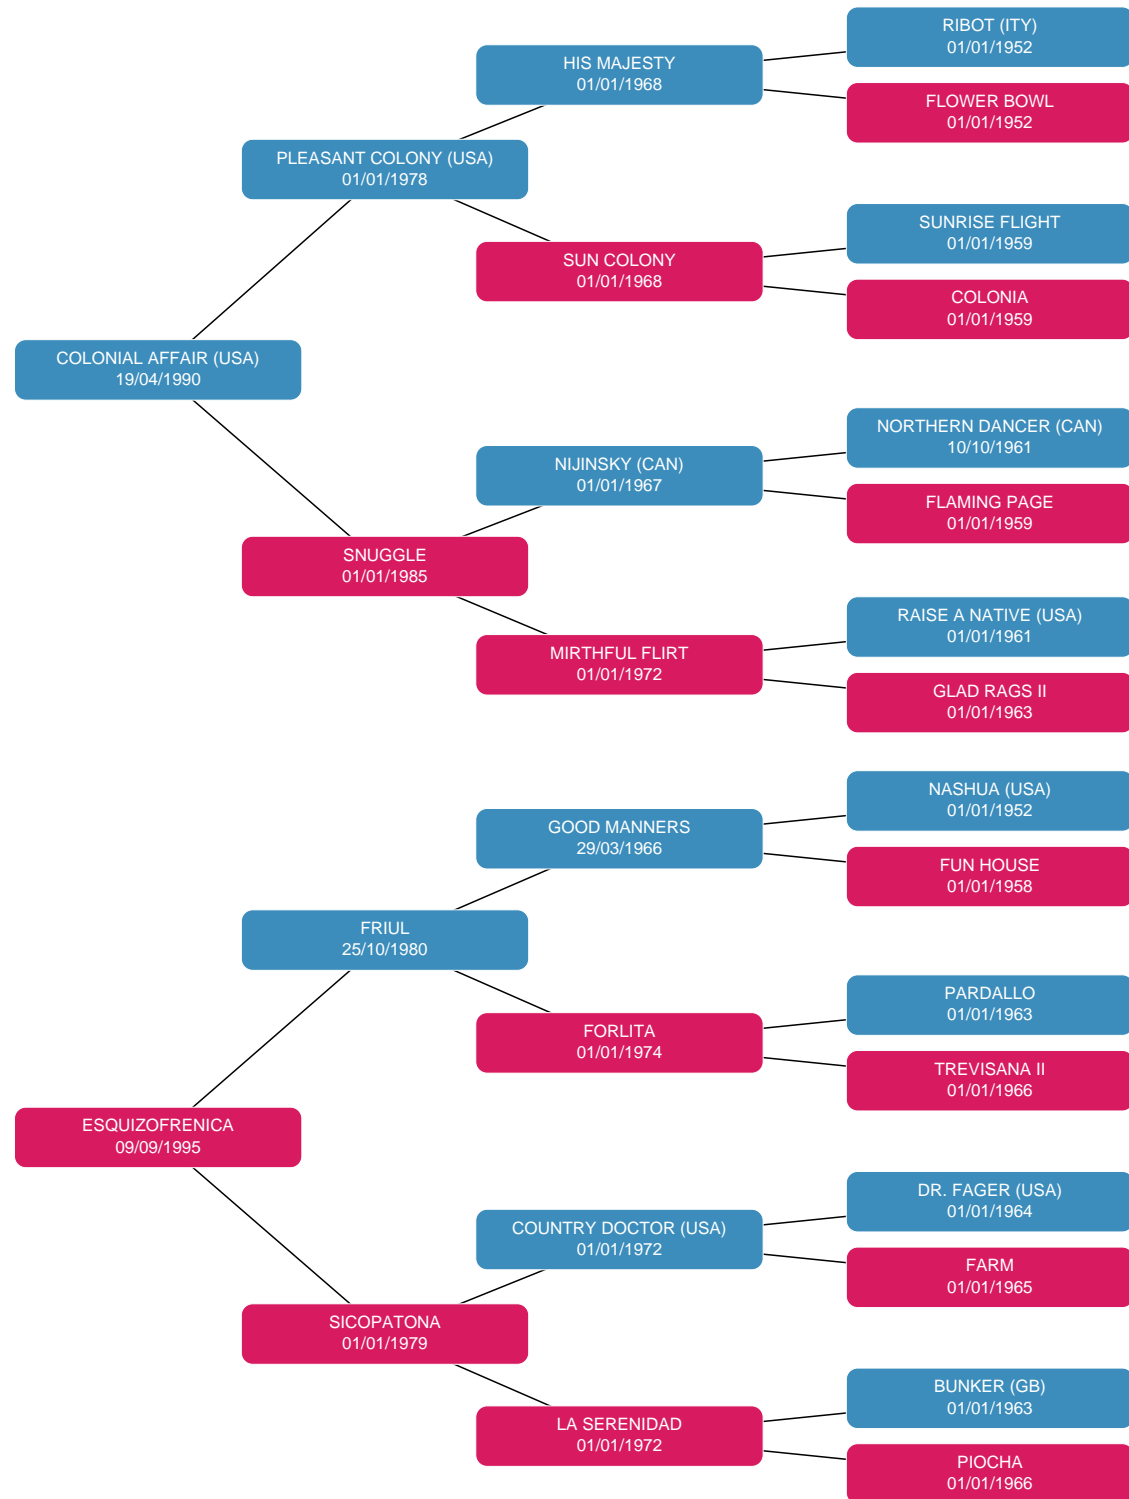 RIBOT (ITY)
01/01/1952
HIS MAJESTY
01/01/1968
FLOWER BOWL
01/01/1952
PLEASANT COLONY (USA)
01/01/1978
SUNRISE FLIGHT
01/01/1959
SUN COLONY
01/01/1968
COLONIA
01/01/1959
COLONIAL AFFAIR (USA)
19/04/1990
NORTHERN DANCER (CAN)
10/10/1961
NIJINSKY (CAN)
01/01/1967
FLAMING PAGE
01/01/1959
SNUGGLE
01/01/1985
RAISE A NATIVE (USA)
01/01/1961
MIRTHFUL FLIRT
01/01/1972
GLAD RAGS II
01/01/1963
NASHUA (USA)
01/01/1952
GOOD MANNERS
29/03/1966
FUN HOUSE
01/01/1958
FRIUL
25/10/1980
PARDALLO
01/01/1963
FORLITA
01/01/1974
TREVISANA II
01/01/1966
ESQUIZOFRENICA
09/09/1995
DR. FAGER (USA)
01/01/1964
COUNTRY DOCTOR (USA)
01/01/1972
FARM
01/01/1965
SICOPATONA
01/01/1979
BUNKER (GB)
01/01/1963
LA SERENIDAD
01/01/1972
PIOCHA
01/01/1966